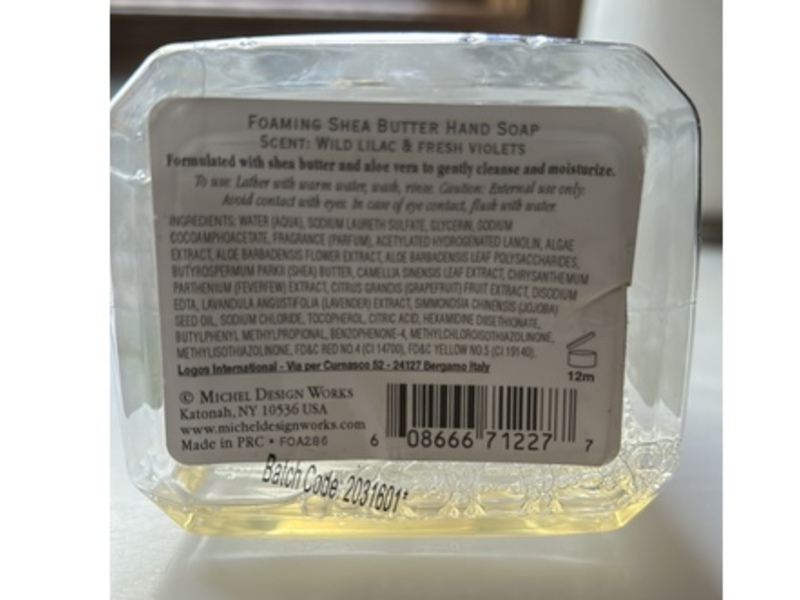 FOAMING SHEA BUTTER HAND SOAP
SCENT: WILD LILAC & FRESH VIOLETS
Formulated with shea butter and aloe vera to gently cleanse and moisturize.
To use: Lather with warm water, wash, rinse. Caution: External use only.
Avoid contact with eyes. In case of eye contact, flush with water.
INGREDIENTS: WATER (AQUA), SODIUM LAURETH SULFATE, GLYCERIN, SODIUM
COCOAMPHOACETATE, FRAGRANCE (PARFUM), ACETYLATED HYDROGENATED LANOLIN, ALGAE
EXTRACT, ALOE BARBADENSIS FLOWER EXTRACT, ALOE BARBADENSIS LEAF POLYSACCHARIDES,
BUTYROSPERMUM PARKII (SHEA) BUTTER, CAMELLIA SINENSIS LEAF EXTRACT, CHRYSANTHEMUM
PARTHENIUM (FEVERFEW) EXTRACT, CITRUS GRANDIS (GRAPEFRUIT) FRUIT EXTRACT, DISODIUM
EDTA, LAVANDULA ANGUSTIFOLIA (LAVENDER) EXTRACT, SIMMONDSIA CHINENSIS (JOJOBA)
SEED OIL, SODIUM CHLORIDE, TOCOPHEROL, CITRIC ACID, HEXAMIDINE DIISETHIONATE,
BUTYLPHENYL METHYLPROPIONAL, BENZOPHENONE-4, METHYLCHLOROISOTHIAZOLINONE,
METHYLISOTHIAZOLINONE, FD&C RED NO.4 (CI 14700), FD&C YELLOW NO.5 (CI 19140).
Logos International - Via per Curnasco 52 - 24127 Bergamo Italy
12m
© MICHEL DESIGN WORKS
Katonah, NY 10536 USA
www.micheldesignworks.com
Made in PRC • FOA286
6 08666 71227 7
Batch Code: 2031601*